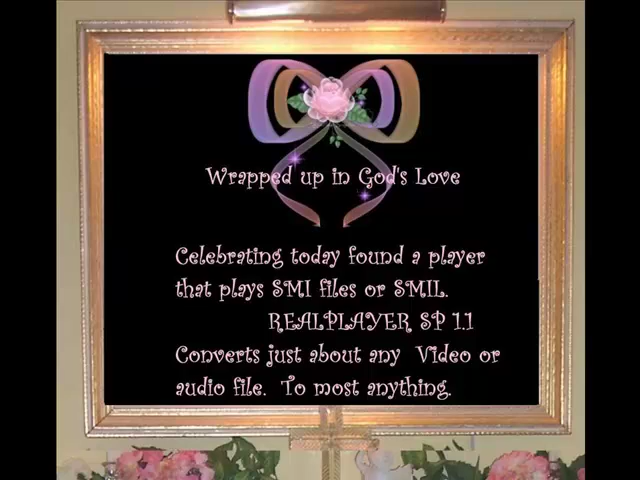 Wrapped up in God's Love
Celebrating today found a player
that plays SMI files or SMIL.
REALPLAYER SP 1.1
Converts just about any Video or
audio file. To most anything.